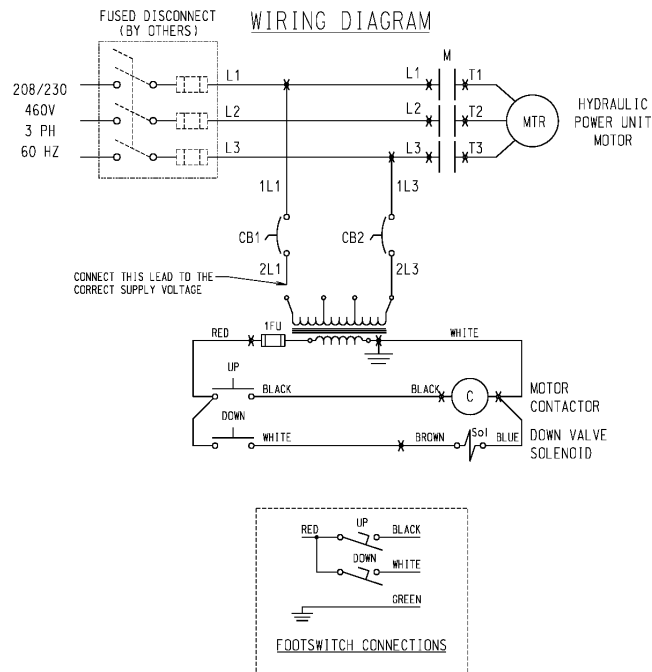 FUSED DISCONNECT
(BY OTHERS)
WIRING DIAGRAM
M
L1
L1
T1
208/230
460V
3 PH
60 HZ
L2
L2
T2
MTR
HYDRAULIC
POWER UNIT
MOTOR
L3
L3
T3
1L1
1L3
CB1
CB2
2L1
2L3
CONNECT THIS LEAD TO THE
CORRECT SUPPLY VOLTAGE
RED
1FU
WHITE
UP
BLACK
BLACK
C
MOTOR
CONTACTOR
DOWN
WHITE
BROWN
Sol
BLUE
DOWN VALVE
SOLENOID
RED
UP
BLACK
DOWN
WHITE
GREEN
FOOTSWITCH CONNECTIONS